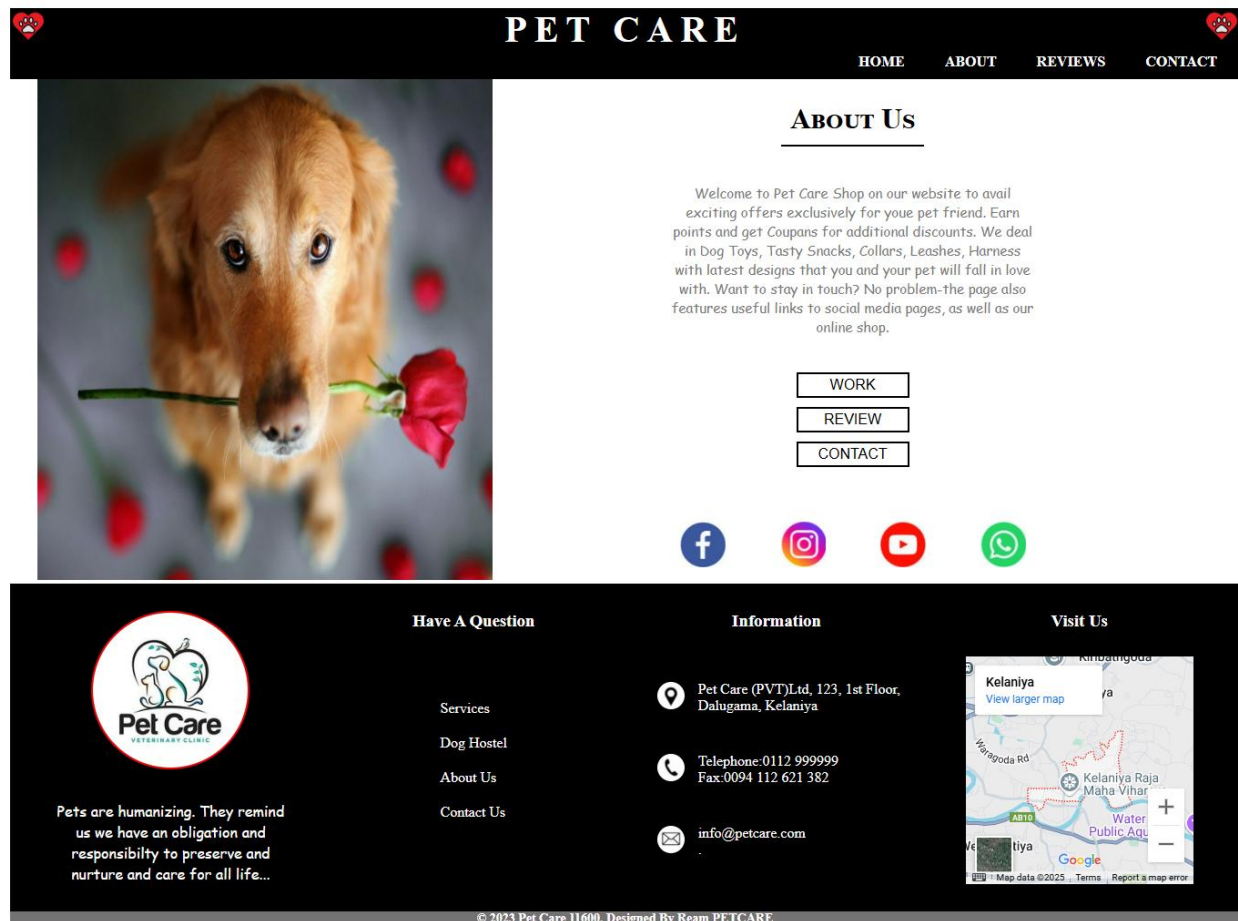 PET CARE
HOME ABOUT REVIEWS CONTACT
About Us
Welcome to Pet Care Shop on our website to avail
exciting offers exclusively for youe pet friend. Earn
points and get Coupans for additional discounts. We deal
in Dog Toys, Tasty Snacks, Collars, Leashes, Harness
with latest designs that you and your pet will fall in love
with. Want to stay in touch? No problem-the page also
features useful links to social media pages, as well as our
online shop.
WORK
REVIEW
CONTACT
Pet Care
VETERINARY CLINIC
Pets are humanizing. They remind
us we have an obligation and
responsibilty to preserve and
nurture and care for all life...
Have A Question
Services
Dog Hostel
About Us
Contact Us
Information
Pet Care (PVT)Ltd, 123, 1st Floor,
Dalugama, Kelaniya
Telephone:0112 999999
Fax:0094 112 621 382
info@petcare.com
.
Visit Us
Kiribathgoda
Kelaniya
View larger map
Waragoda Rd
Kelaniya Raja
Maha Vihar
AB10
Water
Public Aqu
Google
Map data ©2025 Terms Report a map error
© 2023 Pet Care 11600. Designed By Ream PETCARE